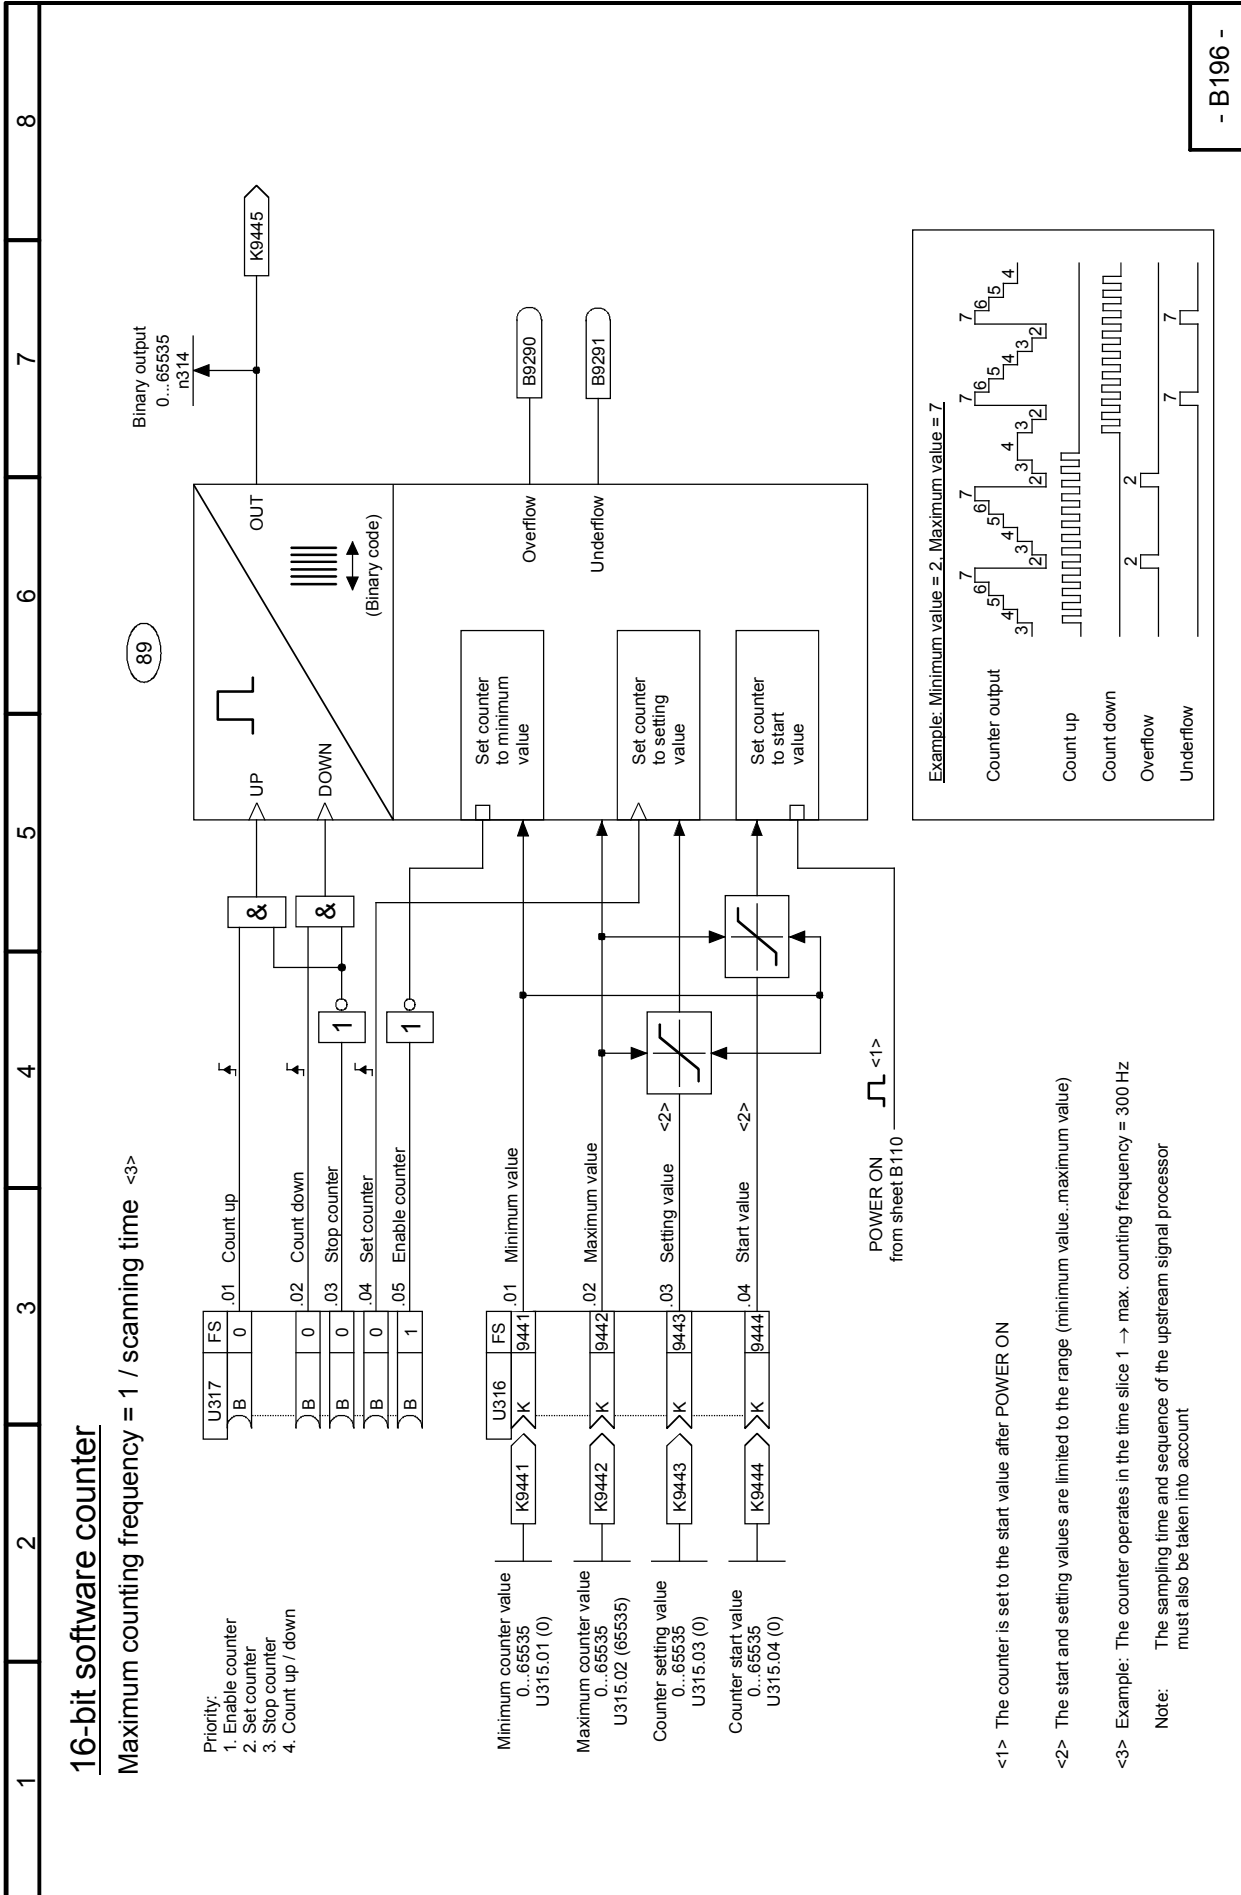 1 2 3 4 5 6 7 8
16-bit software counter
Maximum counting frequency = 1 / scanning time <3>
Priority:
1. Enable counter
2. Set counter
3. Stop counter
4. Count up / down
U317 FS
B 0 .01 Count up
B 0 .02 Count down
B 0 .03 Stop counter
B 0 .04 Set counter
B 1 .05 Enable counter
1
1
&
&
89
UP
DOWN
OUT
(Binary code)
Binary output
0...65535
n314
K9445
Minimum counter value
0...65535
U315.01 (0)
K9441
U316 FS
K 9441 .01 Minimum value
Maximum counter value
0...65535
U315.02 (65535)
K9442
K 9442 .02 Maximum value
Counter setting value
0...65535
U315.03 (0)
K9443
K 9443 .03 Setting value <2>
Counter start value
0...65535
U315.04 (0)
K9444
K 9444 .04 Start value <2>
Set counter
to minimum
value
Set counter
to setting
value
Set counter
to start
value
Overflow
B9290
Underflow
B9291
POWER ON
from sheet B110
<1>
Example: Minimum value = 2, Maximum value = 7
Counter output
3 4 5 6 7 2 3 4 5 6 7 2 3 4 3 2 7 6 5 4 3 2 7 6 5 4
Count up
Count down
Overflow
2 2
Underflow
7 7
<1> The counter is set to the start value after POWER ON
<2> The start and setting values are limited to the range (minimum value..maximum value)
<3> Example: The counter operates in the time slice 1 → max. counting frequency = 300 Hz
Note: The sampling time and sequence of the upstream signal processor
must also be taken into account
- B196 -